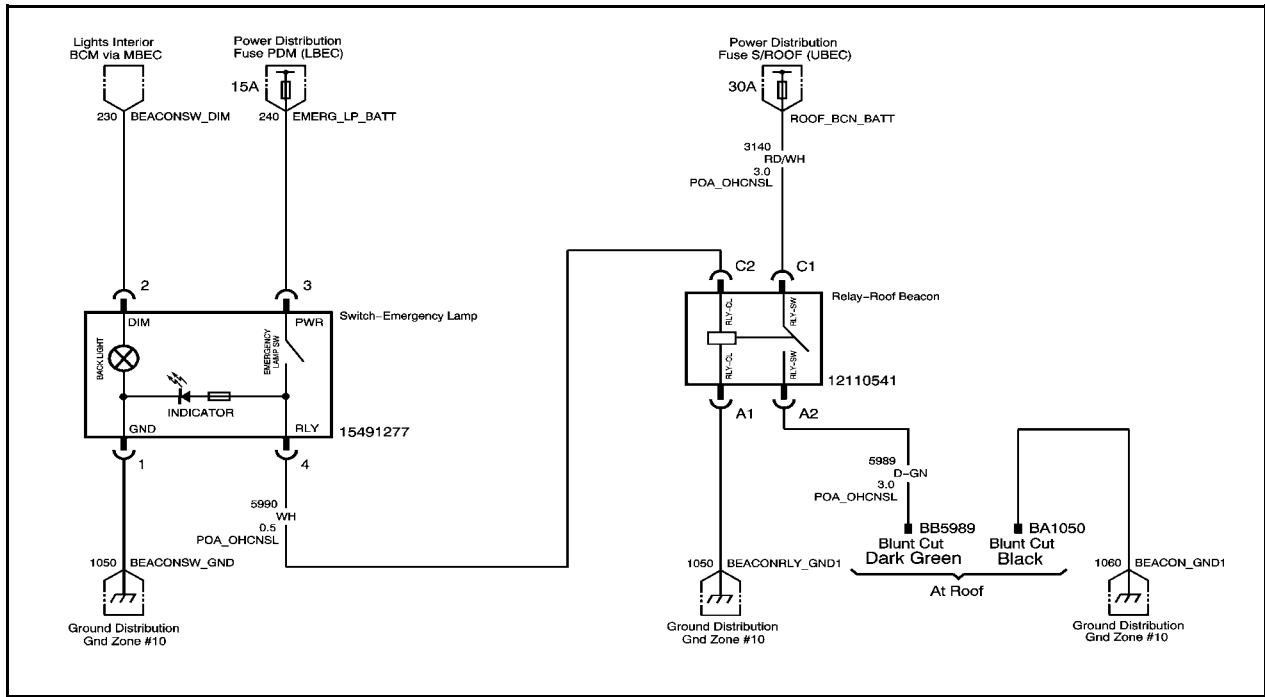 Lights Interior
BCM via MBEC
Power Distribution
Fuse PDM (LBEC)
15A
230 BEACONSW_DIM
240 EMERG_LP_BATT
Power Distribution
Fuse S/ROOF (UBEC)
30A
ROOF_BCN_BATT
3140
RD/WH
3.0
POA_OHCNSL
2
3
C2
C1
Switch-Emergency Lamp
Relay-Roof Beacon
DIM
PWR
BACK LIGHT
EMERGENCY
LAMP SW
INDICATOR
GND
RLY
15491277
RLY-CL
RLY-SW
RLY-CL
RLY-SW
12110541
1
4
A1
A2
5990
WH
0.5
POA_OHCNSL
5989
D-GN
3.0
POA_OHCNSL
BB5989
Blunt Cut
Dark Green
BA1050
Blunt Cut
Black
At Roof
1050 BEACONSW_GND
Ground Distribution
Gnd Zone #10
1050 BEACONRLY_GND1
Ground Distribution
Gnd Zone #10
1060 BEACON_GND1
Ground Distribution
Gnd Zone #10